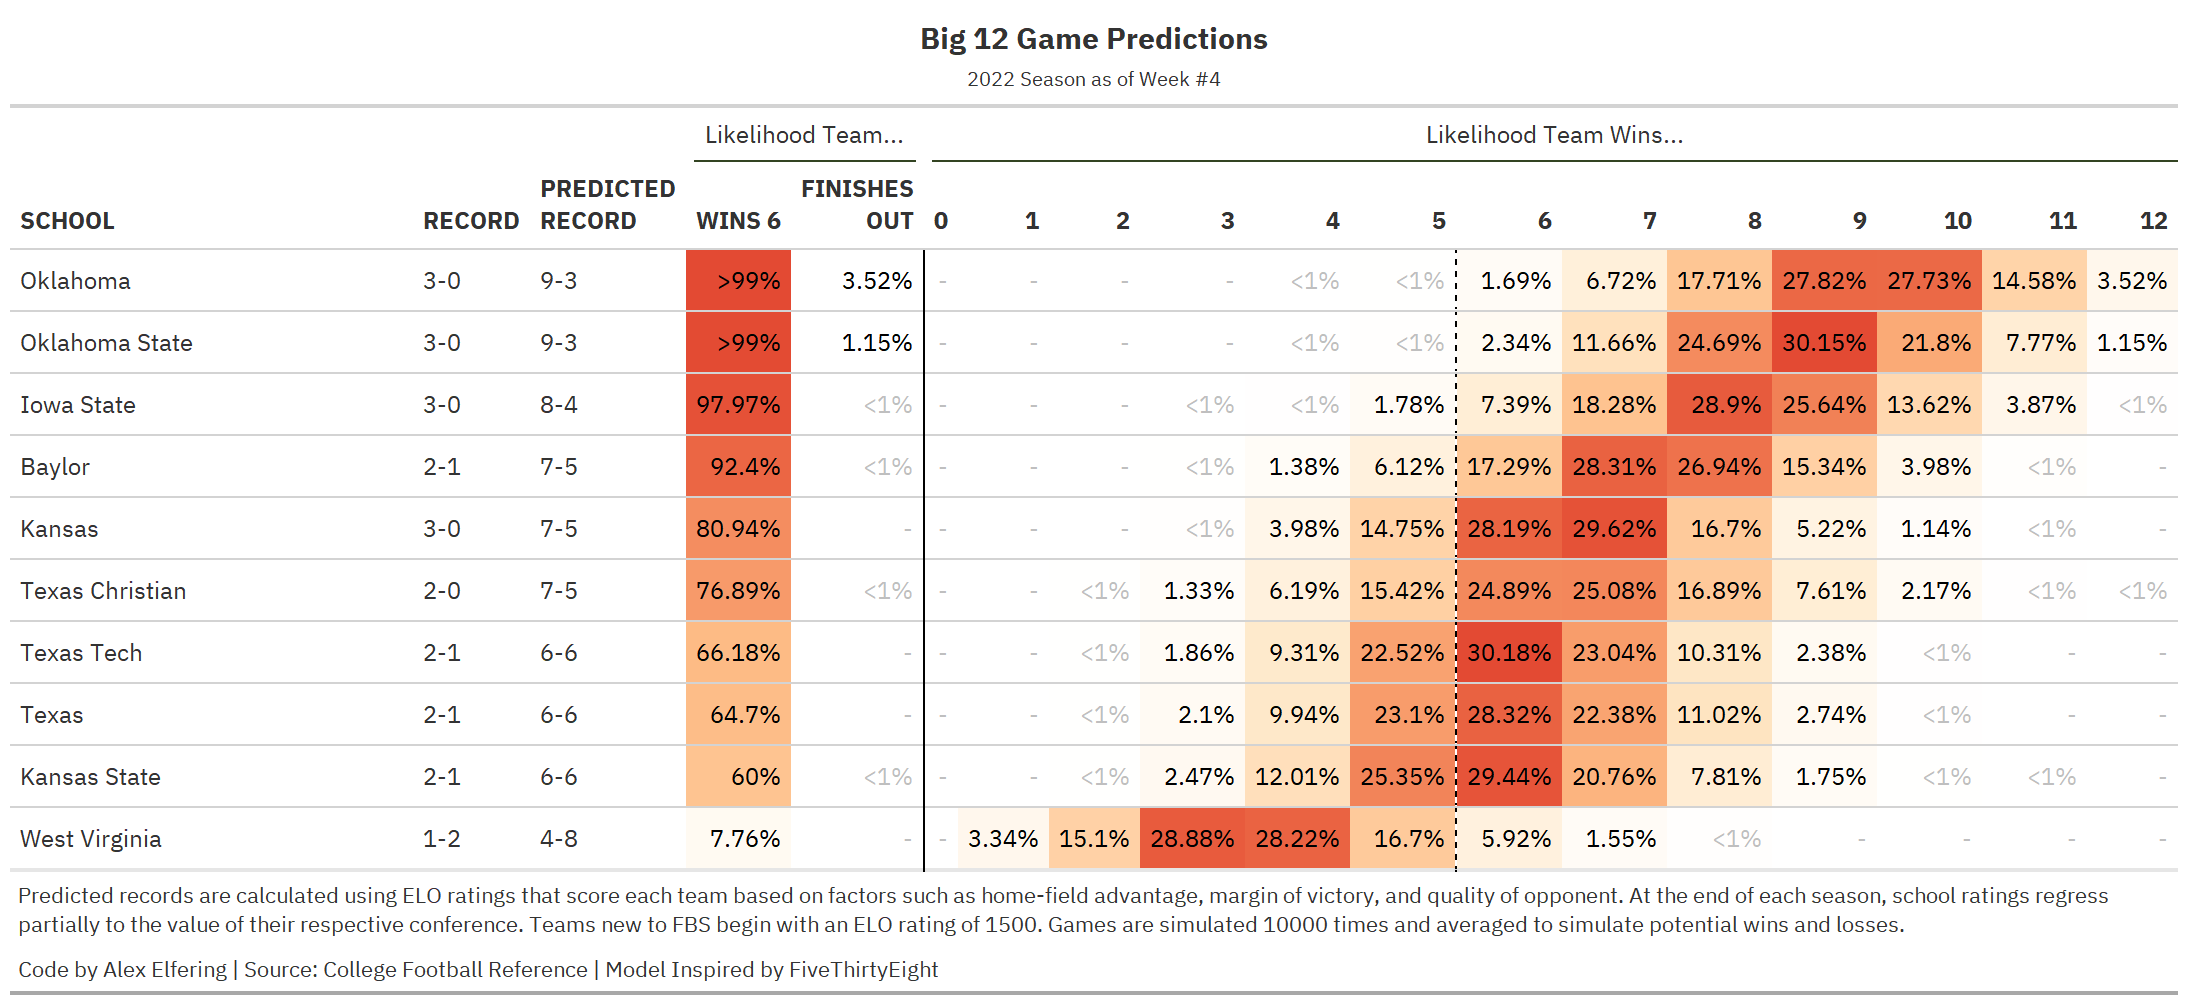 Big 12 Game Predictions
2022 Season as of Week #4
Likelihood Team... Likelihood Team Wins...
SCHOOL RECORD PREDICTED RECORD WINS 6 FINISHES OUT 0 1 2 3 4 5 6 7 8 9 10 11 12
Oklahoma 3-0 9-3 >99% 3.52% - - - - <1% <1% 1.69% 6.72% 17.71% 27.82% 27.73% 14.58% 3.52%
Oklahoma State 3-0 9-3 >99% 1.15% - - - - <1% <1% 2.34% 11.66% 24.69% 30.15% 21.8% 7.77% 1.15%
Iowa State 3-0 8-4 97.97% <1% - - - <1% <1% 1.78% 7.39% 18.28% 28.9% 25.64% 13.62% 3.87% <1%
Baylor 2-1 7-5 92.4% <1% - - - <1% 1.38% 6.12% 17.29% 28.31% 26.94% 15.34% 3.98% <1% -
Kansas 3-0 7-5 80.94% - - - - <1% 3.98% 14.75% 28.19% 29.62% 16.7% 5.22% 1.14% <1% -
Texas Christian 2-0 7-5 76.89% <1% - - <1% 1.33% 6.19% 15.42% 24.89% 25.08% 16.89% 7.61% 2.17% <1% <1%
Texas Tech 2-1 6-6 66.18% - - - <1% 1.86% 9.31% 22.52% 30.18% 23.04% 10.31% 2.38% <1% - -
Texas 2-1 6-6 64.7% - - - <1% 2.1% 9.94% 23.1% 28.32% 22.38% 11.02% 2.74% <1% - -
Kansas State 2-1 6-6 60% <1% - - <1% 2.47% 12.01% 25.35% 29.44% 20.76% 7.81% 1.75% <1% <1% -
West Virginia 1-2 4-8 7.76% - - 3.34% 15.1% 28.88% 28.22% 16.7% 5.92% 1.55% <1% - - - -
Predicted records are calculated using ELO ratings that score each team based on factors such as home-field advantage, margin of victory, and quality of opponent. At the end of each season, school ratings regress
partially to the value of their respective conference. Teams new to FBS begin with an ELO rating of 1500. Games are simulated 10000 times and averaged to simulate potential wins and losses.
Code by Alex Elfering | Source: College Football Reference | Model Inspired by FiveThirtyEight